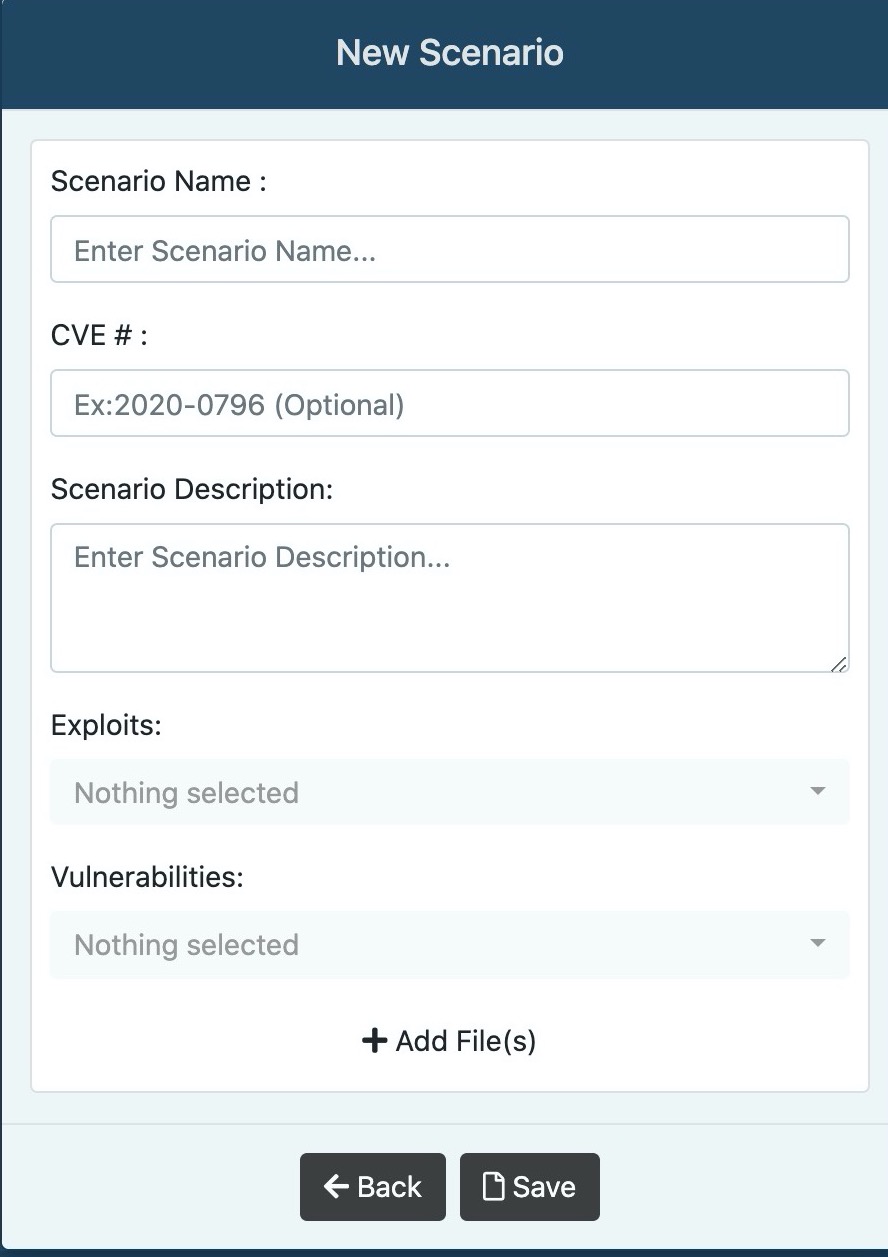 New Scenario
Scenario Name :
Enter Scenario Name...
CVE # :
Ex:2020-0796 (Optional)
Scenario Description:
Enter Scenario Description...
Exploits:
Nothing selected
Vulnerabilities:
Nothing selected
Add File(s)
Back Save